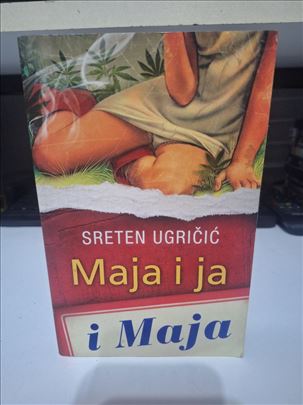 SRETEN UGRIČIĆ
Maja i ja
i Maja